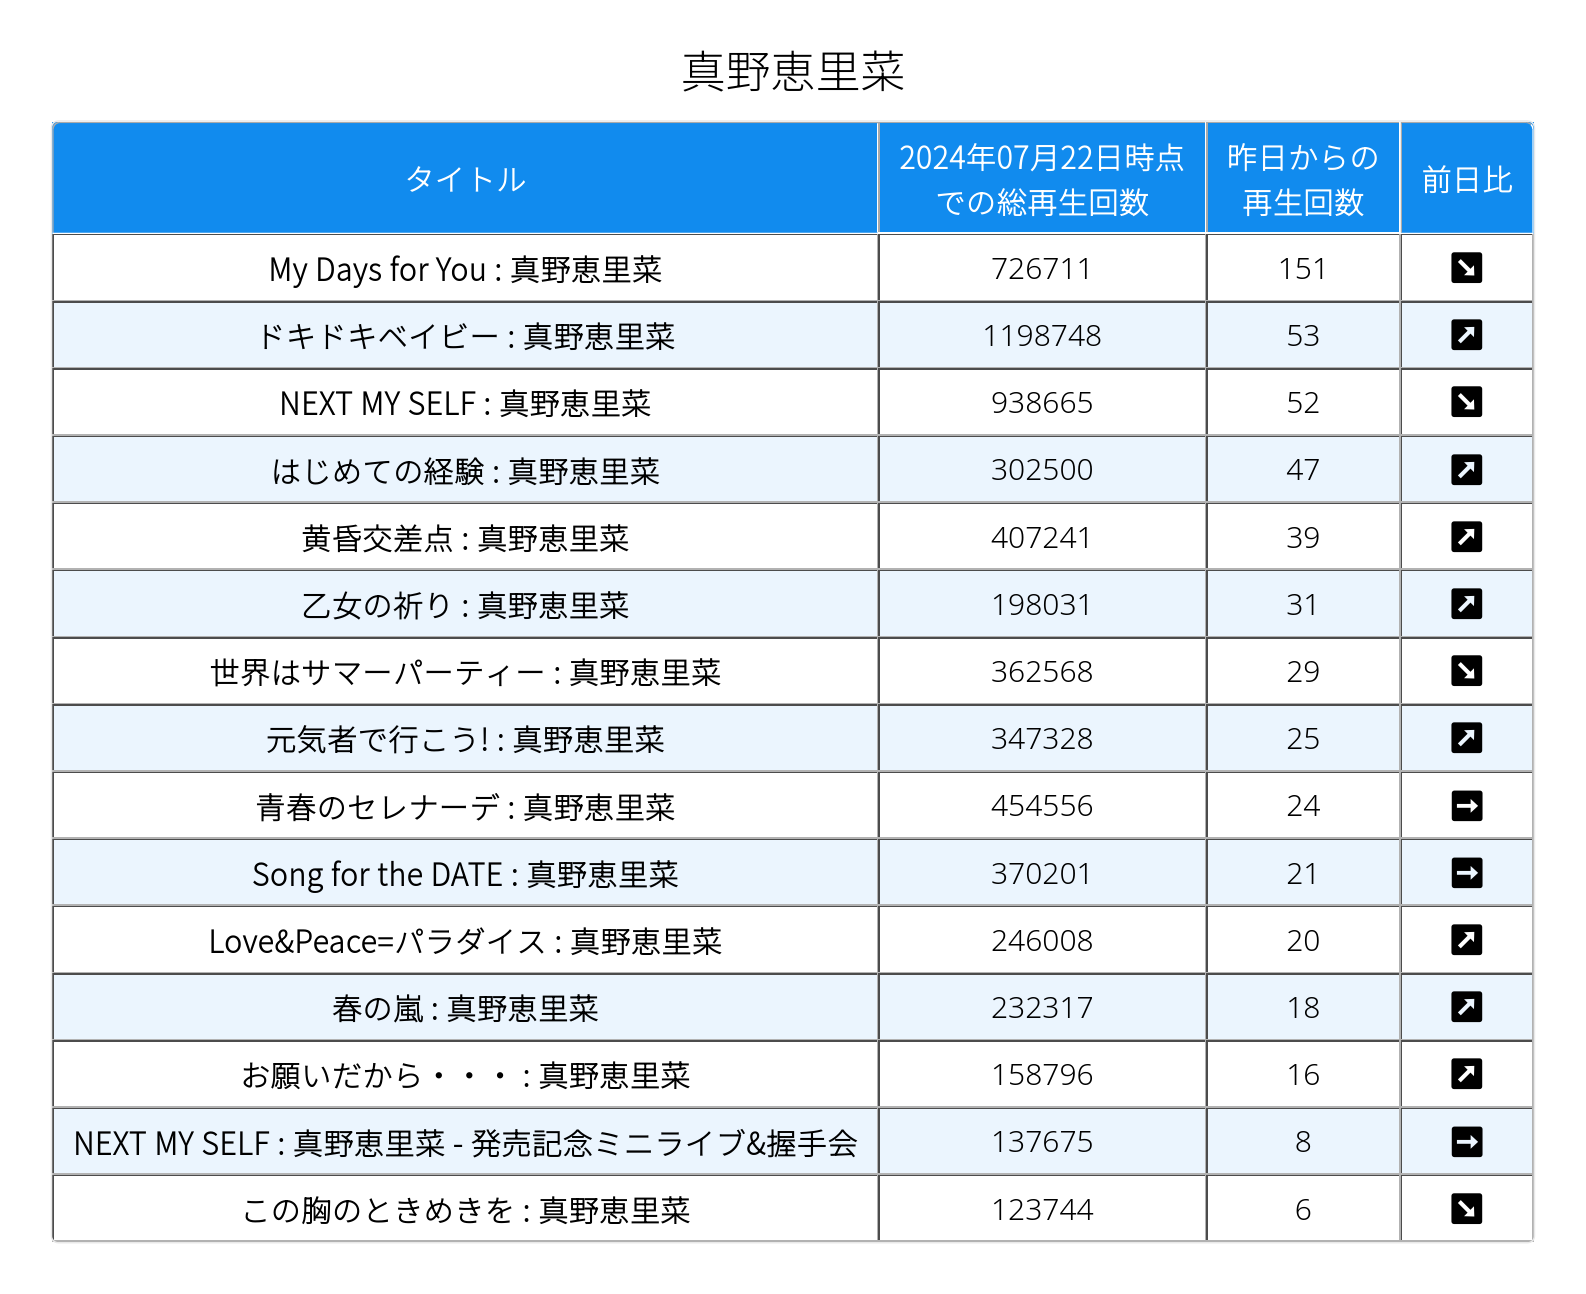 真野恵里菜
タイトル 2024年07月22日時点での総再生回数 昨日からの再生回数 前日比
My Days for You : 真野恵里菜 726711 151 ↘
ドキドキベイビー : 真野恵里菜 1198748 53 ↗
NEXT MY SELF : 真野恵里菜 938665 52 ↘
はじめての経験 : 真野恵里菜 302500 47 ↗
黄昏交差点 : 真野恵里菜 407241 39 ↗
乙女の祈り : 真野恵里菜 198031 31 ↗
世界はサマーパーティー : 真野恵里菜 362568 29 ↘
元気者で行こう! : 真野恵里菜 347328 25 ↗
青春のセレナーデ : 真野恵里菜 454556 24 →
Song for the DATE : 真野恵里菜 370201 21 →
Love&Peace=パラダイス : 真野恵里菜 246008 20 ↗
春の嵐 : 真野恵里菜 232317 18 ↗
お願いだから・・・ : 真野恵里菜 158796 16 ↗
NEXT MY SELF : 真野恵里菜 - 発売記念ミニライブ&握手会 137675 8 →
この胸のときめきを : 真野恵里菜 123744 6 ↘